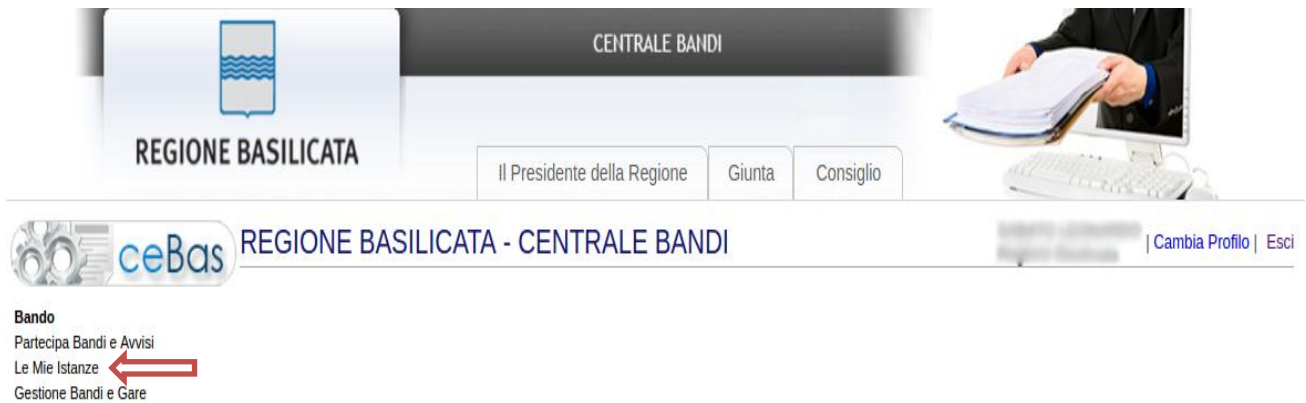 CENTRALE BANDI
REGIONE BASILICATA
Il Presidente della Regione
Giunta
Consiglio
ceBas
REGIONE BASILICATA - CENTRALE BANDI
| Cambia Profilo | Esci
Bando
Partecipa Bandi e Avvisi
Le Mie Istanze
Gestione Bandi e Gare